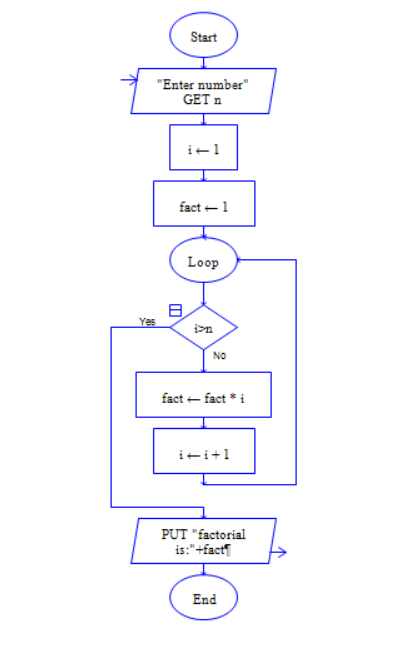 Start
"Enter number"
GET n
i ← 1
fact ← 1
Loop
Yes
i>n
No
fact ← fact * i
i ← i + 1
PUT "factorial
is:"+fact¶
End